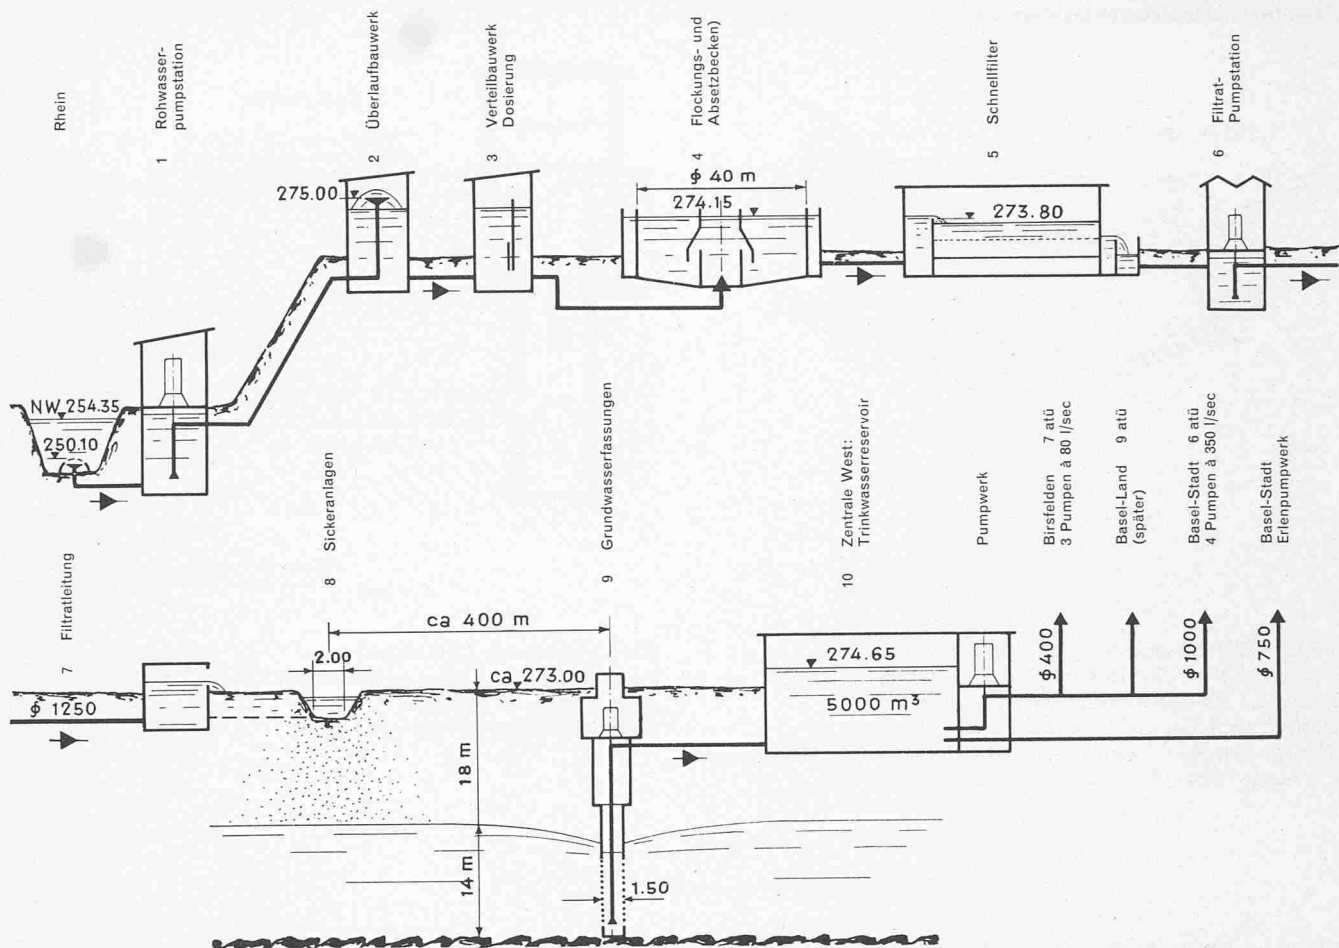 Rhein
1 Rohwasser-
pumpstation
2 Überlaufbauwerk
3 Verteilbauwerk
Dosierung
4 Flockungs- und
Absetzbecken)
5 Schnellfilter
6 Filtrat-
Pumpstation
275.00
ϕ 40 m
274.15
273.80
NW 254.35
250.10
7 Filtratleitung
8 Sickeranlagen
9 Grundwasserfassungen
10 Zentrale West:
Trinkwasserreservoir
Pumpwerk
Birsfelden 7 atü
3 Pumpen à 80 l/sec
Basel-Land 9 atü
(später)
Basel-Stadt 6 atü
4 Pumpen à 350 l/sec
Basel-Stadt
Erlenpumpwerk
ca 400 m
2.00
ca 273.00
ϕ 1250
18 m
14 m
1.50
274.65
5000 m³
ϕ 400
ϕ 1000
ϕ 750